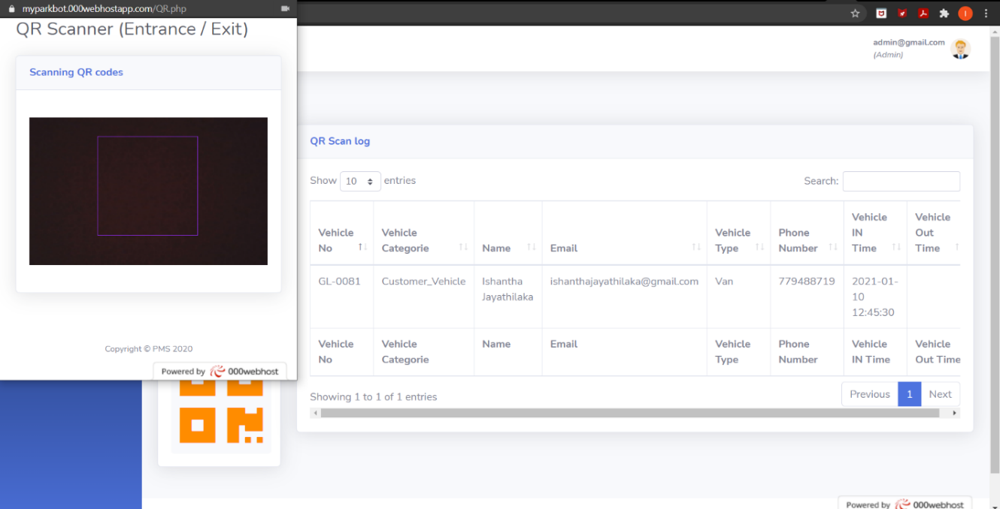 myparkbot.000webhostapp.com/QR.php
QR Scanner (Entrance / Exit)
Scanning QR codes
Copyright © PMS 2020
Powered by 000webhost
admin@gmail.com
(Admin)
I
QR Scan log
Show 10 entries
Search:
Vehicle No
Vehicle Categorie
Name
Email
Vehicle Type
Phone Number
Vehicle IN Time
Vehicle Out Time
GL-0081
Customer_Vehicle
Ishantha
Jayathilaka
ishanthajayathilaka@gmail.com
Van
779488719
2021-01-
10
12:45:30
Vehicle No
Vehicle Categorie
Name
Email
Vehicle Type
Phone Number
Vehicle IN Time
Vehicle Out Time
Showing 1 to 1 of 1 entries
Previous 1 Next
Powered by 000webhost